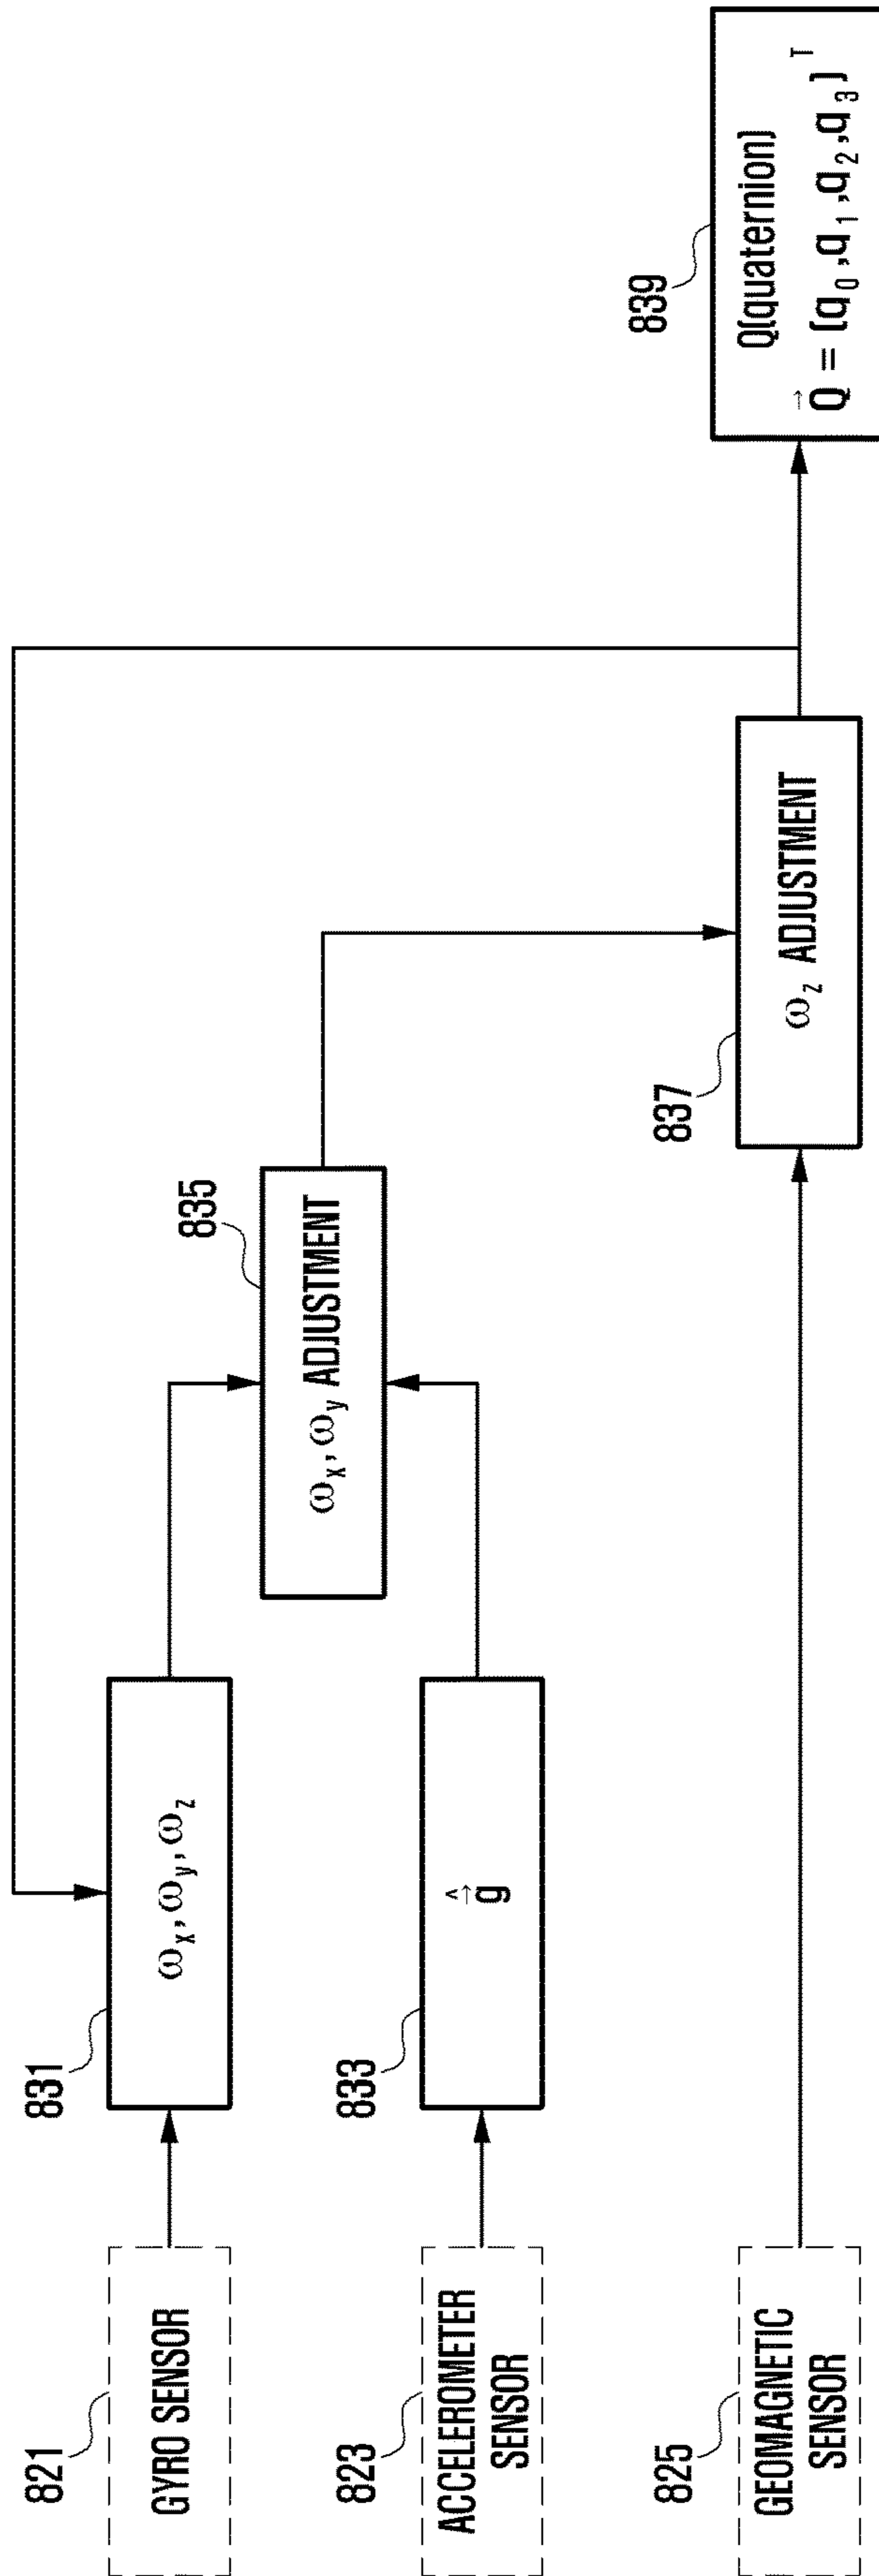 821
GYRO SENSOR
831
ωx, ωy, ωz
835
ωx, ωy ADJUSTMENT
823
ACCELEROMETER
SENSOR
833
ĝ⃗
825
GEOMAGNETIC
SENSOR
837
ωz ADJUSTMENT
839
Q(quaternion)
Q⃗ = (q0,q1,q2,q3)T